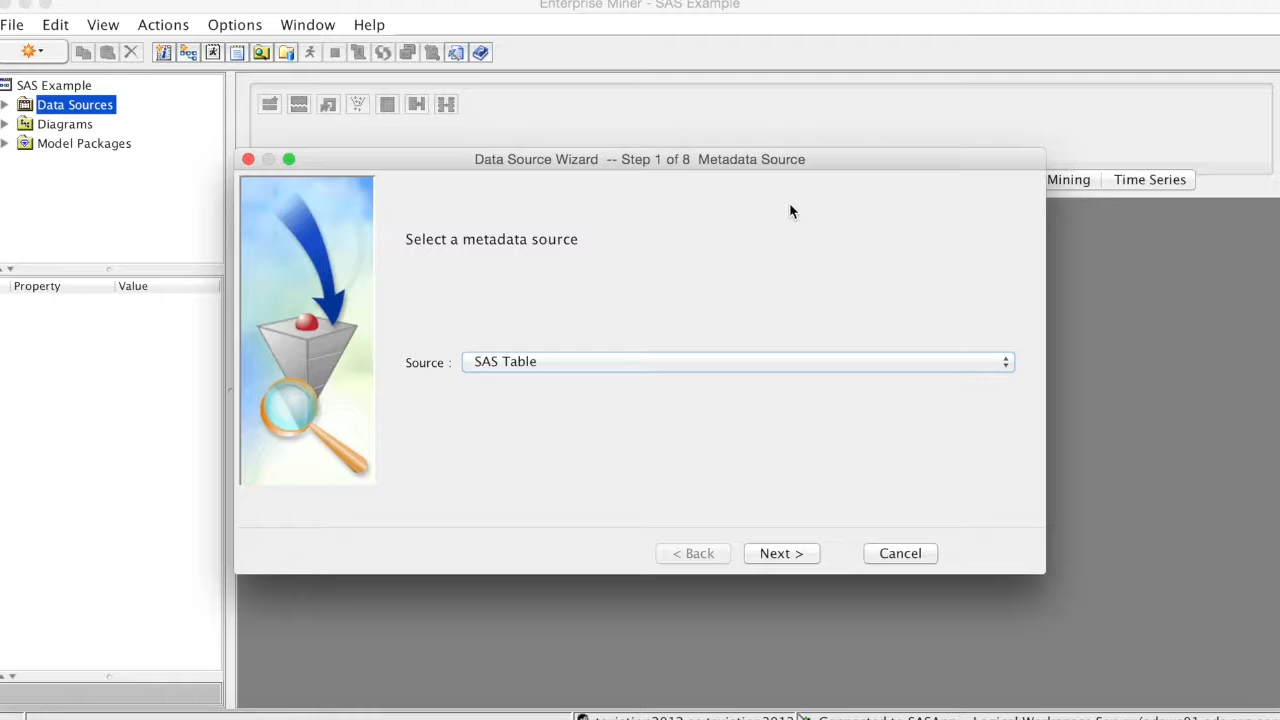 Enterprise Miner - SAS Example
File Edit View Actions Options Window Help
SAS Example
Data Sources
Diagrams
Model Packages
Data Source Wizard -- Step 1 of 8 Metadata Source
Mining Time Series
Select a metadata source
Property Value
Source : SAS Table
< Back Next > Cancel